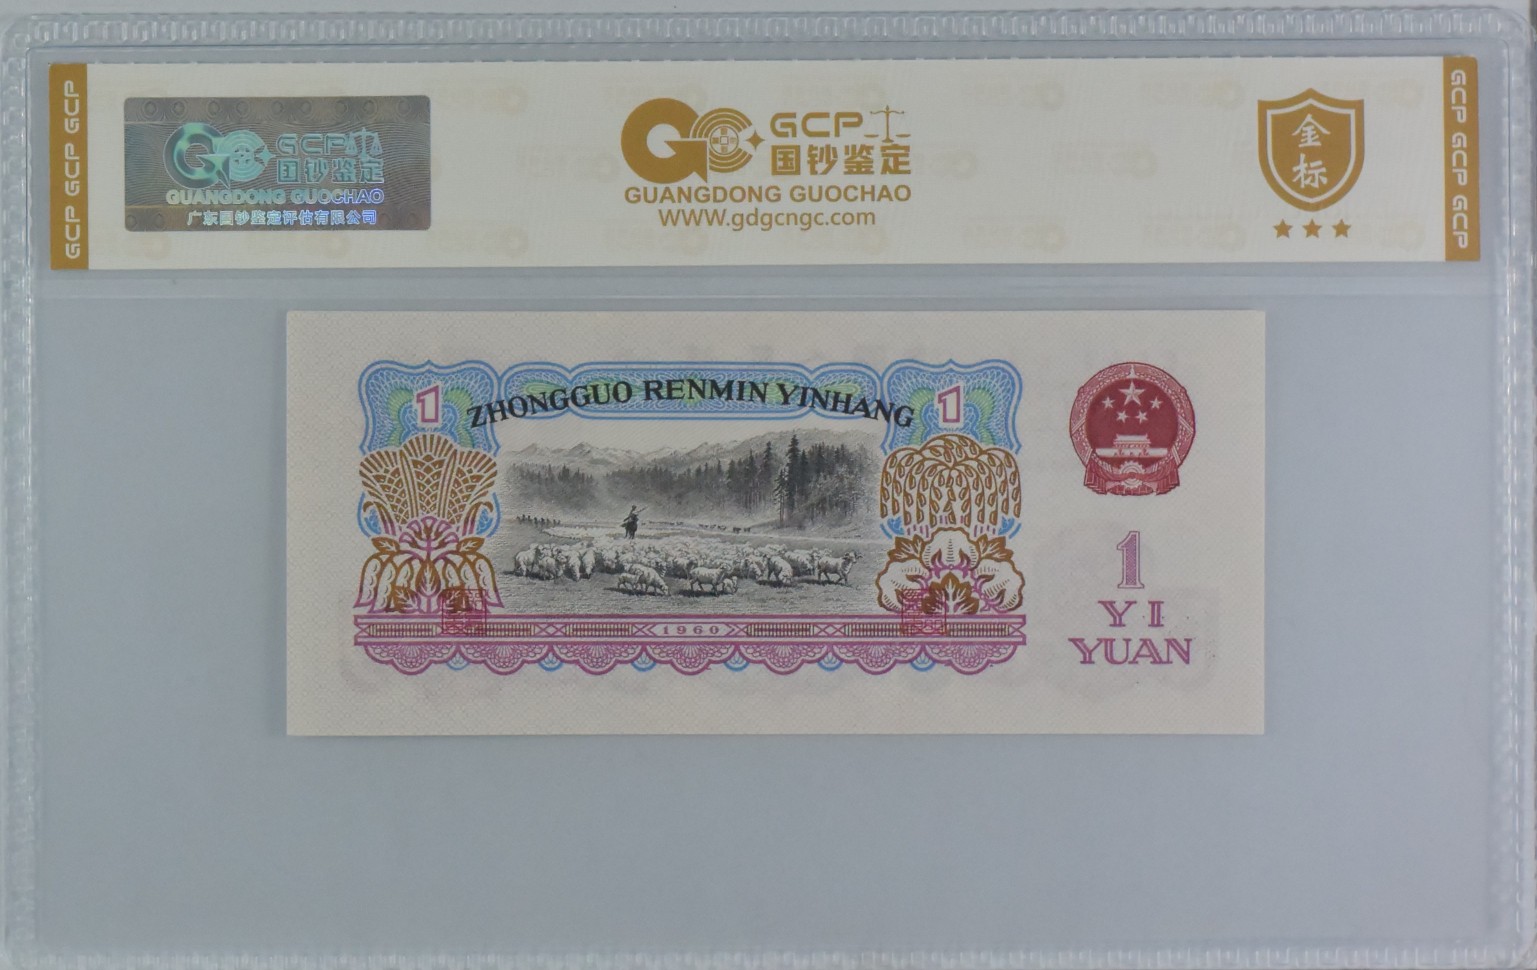 GCP GCP GCP
GCP
国钞鉴定
GUANGDONG GUOCHAO
广东国钞鉴定评估有限公司
GCP
国钞鉴定
GUANGDONG GUOCHAO
WWW.gdgcngc.com
金
标
GCP GCP GCP
1
ZHONGGUO RENMIN YINHANG
1
1960
1
YI
YUAN